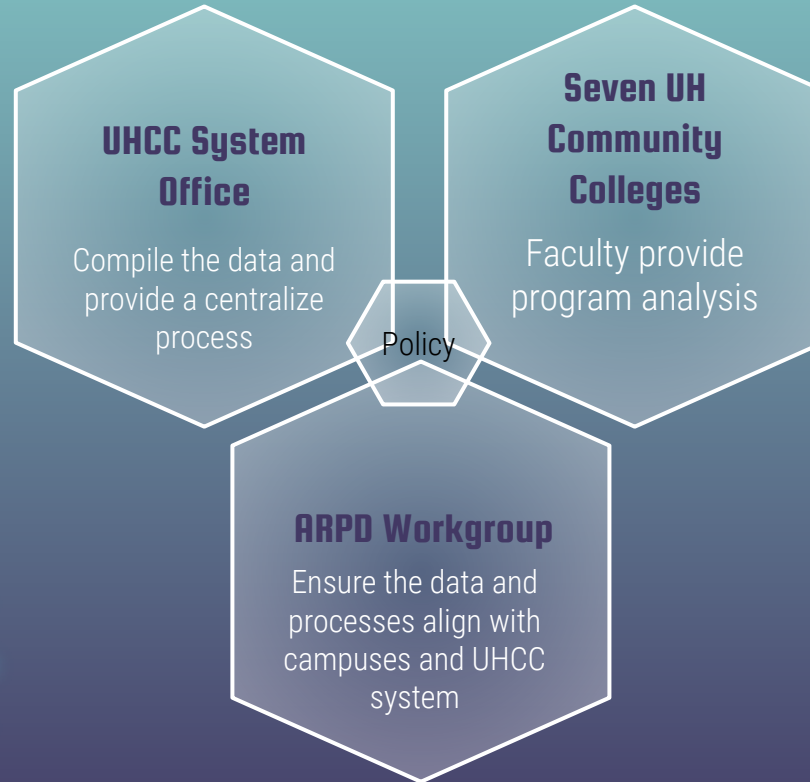 UHCC System
Office
Compile the data and
provide a centralize
process
Seven UH
Community
Colleges
Faculty provide
program analysis
Policy
ARPD Workgroup
Ensure the data and
processes align with
campuses and UHCC
system